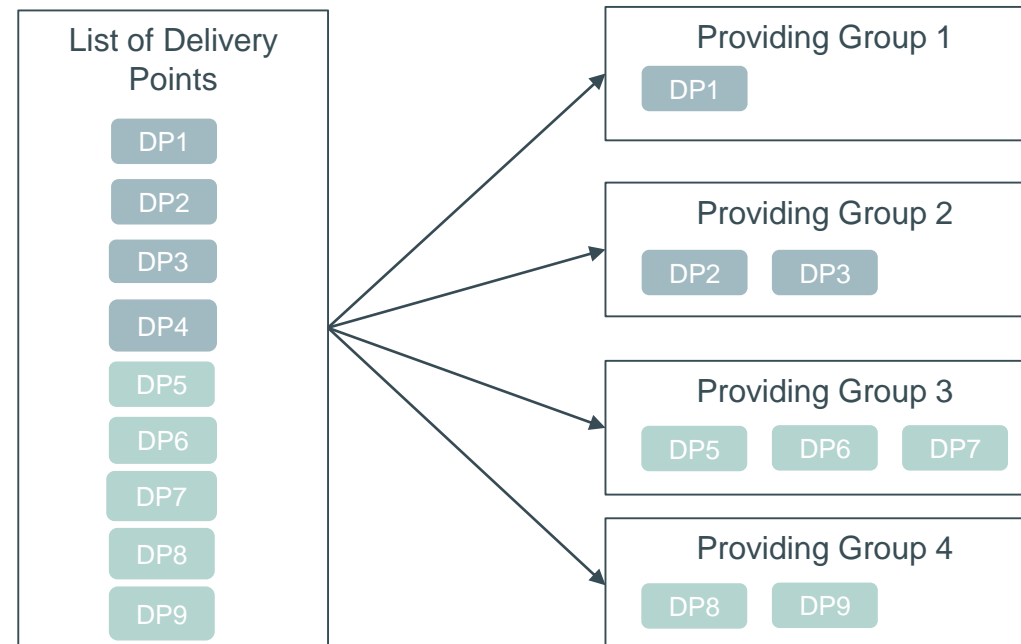 List of Delivery
Points
DP1
DP2
DP3
DP4
DP5
DP6
DP7
DP8
DP9
Providing Group 1
DP1
Providing Group 2
DP2 DP3
Providing Group 3
DP5 DP6 DP7
Providing Group 4
DP8 DP9